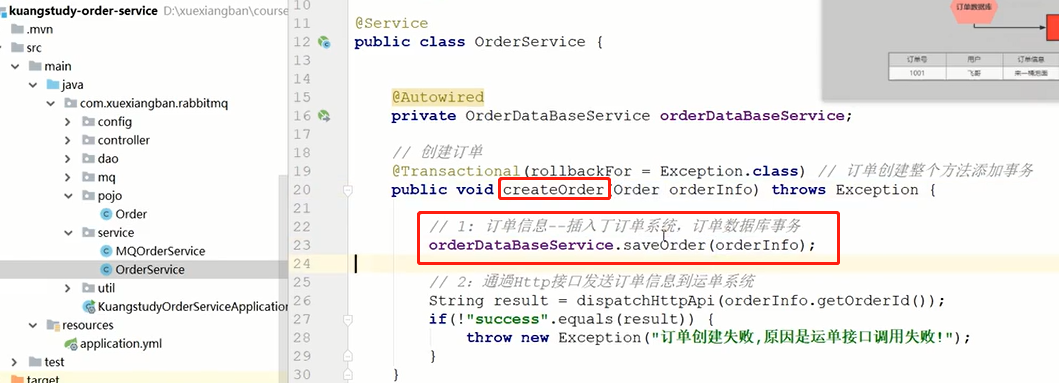 kuangstudy-order-service D:\xuexiangban\course
.mvn
src
main
java
com.xuexiangban.rabbitmq
config
controller
dao
mq
pojo
Order
service
MQOrderService
OrderService
util
KuangstudyOrderServiceApplication
resources
application.yml
test
target
10
11 @Service
12 public class OrderService {
13
14
15 @Autowired
16 private OrderDataBaseService orderDataBaseService;
17
18 // 创建订单
19 @Transactional(rollbackFor = Exception.class) // 订单创建整个方法添加事务
20 public void createOrder(Order orderInfo) throws Exception {
21
22 // 1: 订单信息--插入丁订单系统，订单数据库事务
23 orderDataBaseService.saveOrder(orderInfo);
24
25 // 2：通過Http接口发送订单信息到运单系统
26 String result = dispatchHttpApi(orderInfo.getOrderId());
27 if(!"success".equals(result)) {
28 throw new Exception("订单创建失败,原因是运单接口调用失败!");
29 }
30 }
订单数据库
订单号 用户 订单信息
1001 飞哥 来一桶泡面